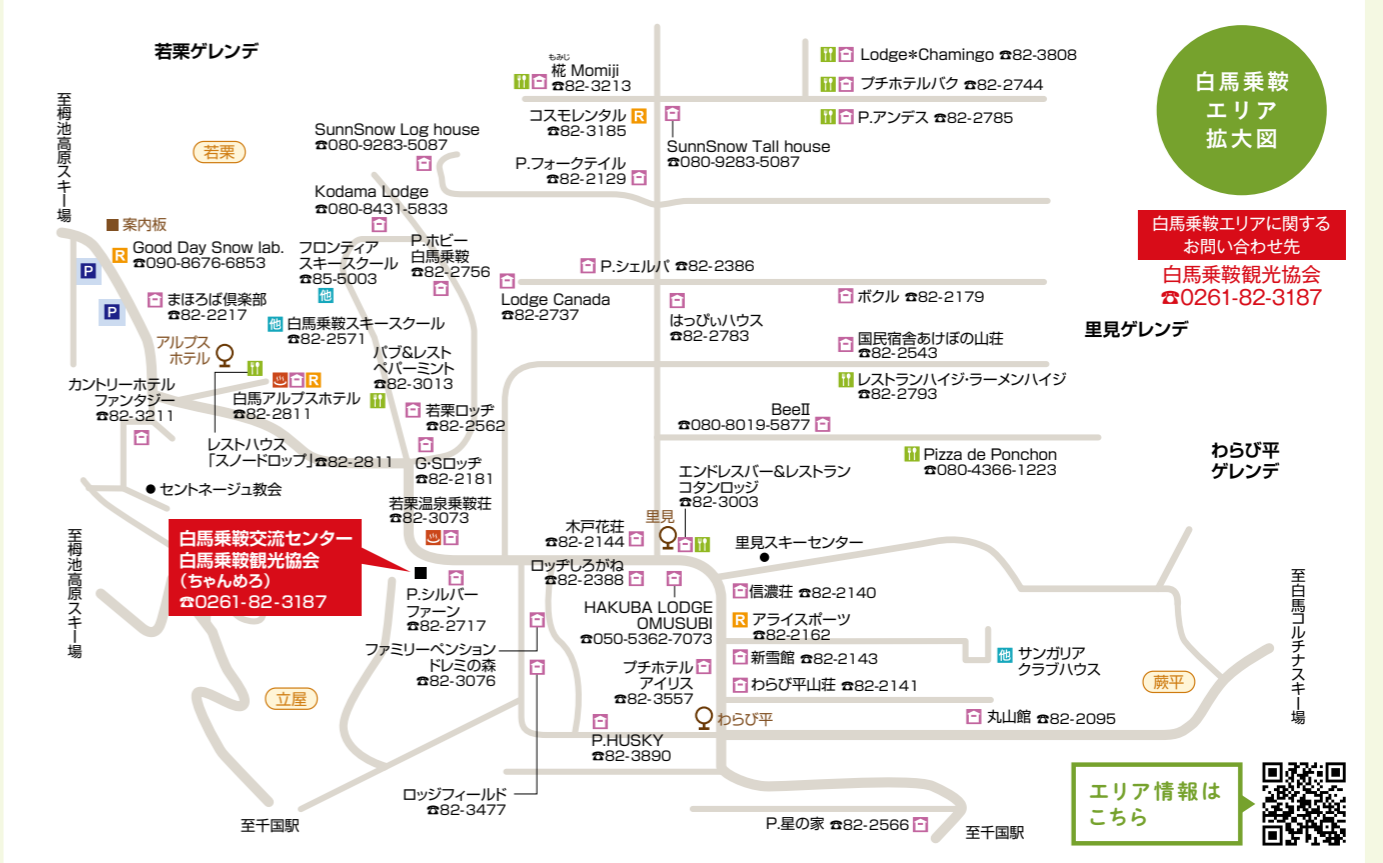 若栗ゲレンデ
もみじ
椛 Momiji
☎82-3213
Lodge*Chamingo ☎82-3808
プチホテルバク ☎82-2744
P.アンデス ☎82-2785
白馬乗鞍
エリア
拡大図
至栂池高原スキー場
若栗
SunnSnow Log house
☎080-9283-5087
コスモレンタル R
☎82-3185
SunnSnow Tall house
☎080-9283-5087
P.フォークテイル
☎82-2129
Kodama Lodge
☎080-8431-5833
白馬乗鞍エリアに関する
お問い合わせ先
白馬乗鞍観光協会
☎0261-82-3187
案内板
R Good Day Snow lab.
☎090-8676-6853
P
P
フロンティア
スキースクール
☎85-5003
他
P.ホビー
白馬乗鞍
☎82-2756
P.シェルパ ☎82-2386
まほろば倶楽部
☎82-2217
Lodge Canada
☎82-2737
はっぴぃハウス
☎82-2783
ボクル ☎82-2179
里見ゲレンデ
他 白馬乗鞍スキースクール
☎82-2571
国民宿舎あけぼの山荘
☎82-2543
アルプス
ホテル
パブ&レスト
ペパーミント
☎82-3013
レストランハイジ・ラーメンハイジ
☎82-2793
カントリーホテル
ファンタジー
☎82-3211
R
白馬アルプスホテル
☎82-2811
若栗ロッヂ
☎82-2562
BeeⅡ
☎080-8019-5877
レストハウス
「スノードロップ」☎82-2811
G・Sロッヂ
☎82-2181
Pizza de Ponchon
☎080-4366-1223
わらび平
ゲレンデ
セントネージュ教会
エンドレスバー&レストラン
コタンロッジ
☎82-3003
若栗温泉乗鞍荘
☎82-3073
里見
木戸花荘
☎82-2144
里見スキーセンター
至栂池高原スキー場
白馬乗鞍交流センター
白馬乗鞍観光協会
(ちゃんめろ)
☎0261-82-3187
ロッヂしろがね
☎82-2388
P.シルバー
ファーン
☎82-2717
HAKUBA LODGE
OMUSUBI
☎050-5362-7073
信濃荘 ☎82-2140
R アライスポーツ
☎82-2162
至白馬コルチナスキー場
ファミリーペンション
ドレミの森
☎82-3076
プチホテル
アイリス
☎82-3557
新雪館 ☎82-2143
他 サンガリア
クラブハウス
わらび平山荘 ☎82-2141
蕨平
立屋
わらび平
丸山館 ☎82-2095
P.HUSKY
☎82-3890
ロッジフィールド
☎82-3477
エリア情報は
こちら
至千国駅
P.星の家 ☎82-2566
至千国駅